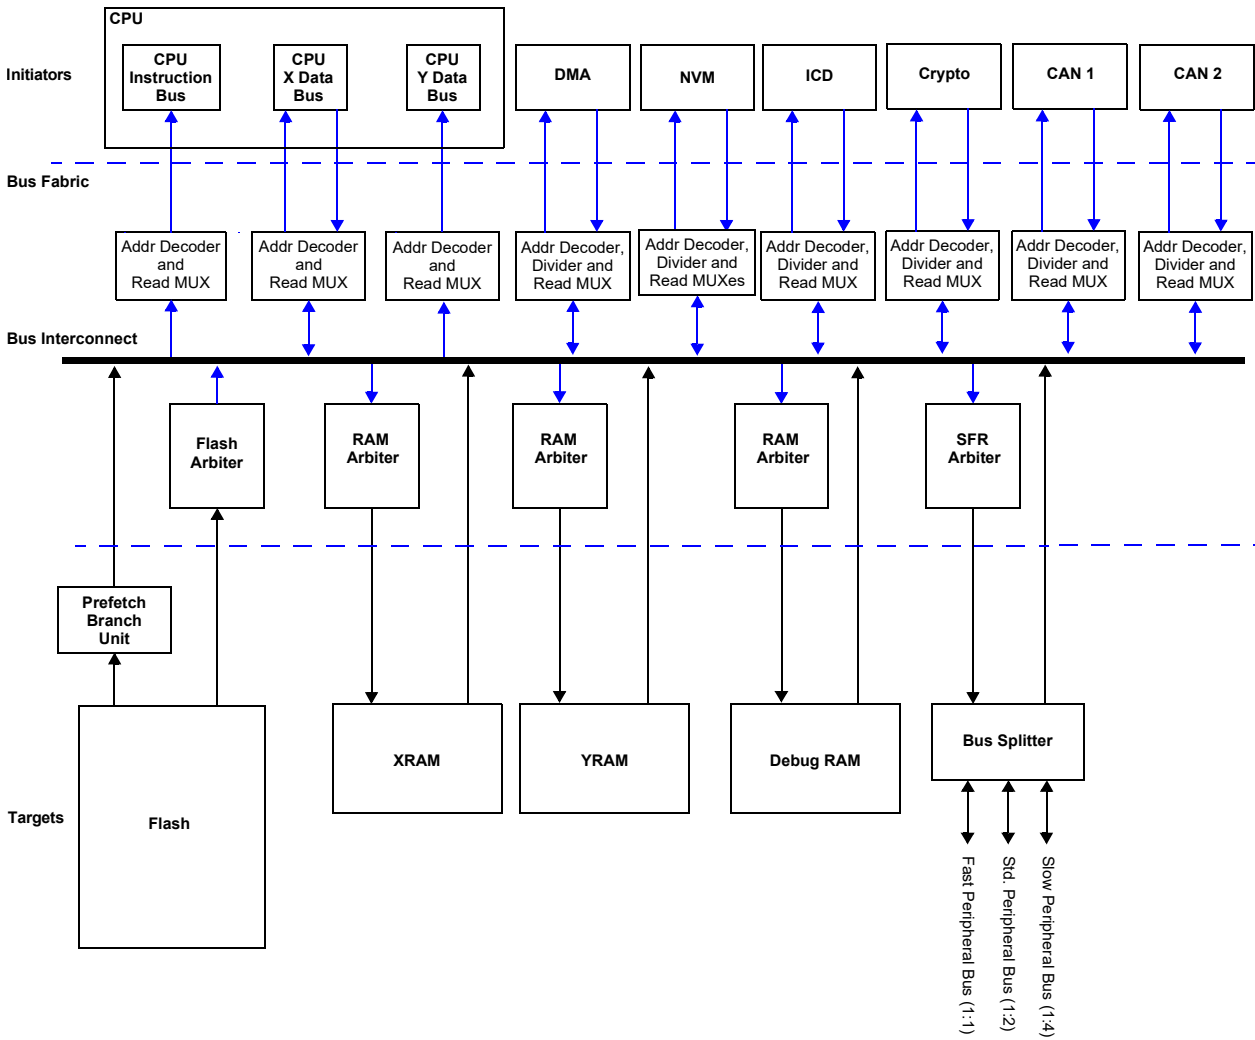 CPU
Initiators
CPU
Instruction
Bus
CPU
X Data
Bus
CPU
Y Data
Bus
DMA
NVM
ICD
Crypto
CAN 1
CAN 2
Bus Fabric
Addr Decoder
and
Read MUX
Addr Decoder
and
Read MUX
Addr Decoder
and
Read MUX
Addr Decoder,
Divider and
Read MUX
Addr Decoder,
Divider and
Read MUXes
Addr Decoder,
Divider and
Read MUX
Addr Decoder,
Divider and
Read MUX
Addr Decoder,
Divider and
Read MUX
Addr Decoder,
Divider and
Read MUX
Bus Interconnect
Flash
Arbiter
RAM
Arbiter
RAM
Arbiter
RAM
Arbiter
SFR
Arbiter
Prefetch
Branch
Unit
Targets
Flash
XRAM
YRAM
Debug RAM
Bus Splitter
Fast Peripheral Bus (1:1)
Std. Peripheral Bus (1:2)
Slow Peripheral Bus (1:4)